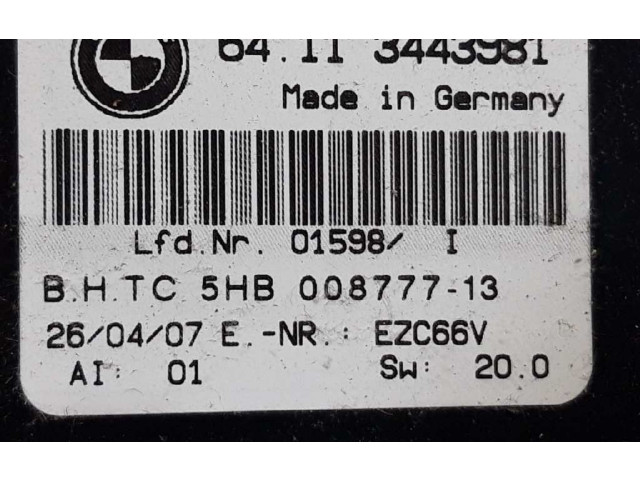 64.11 3443981
Made in Germany
Lfd.Nr. 01598/ I
B.H.TC 5HB 008777-13
26/04/07 E.-NR.: EZC66V
AI: 01 Sw: 20.0